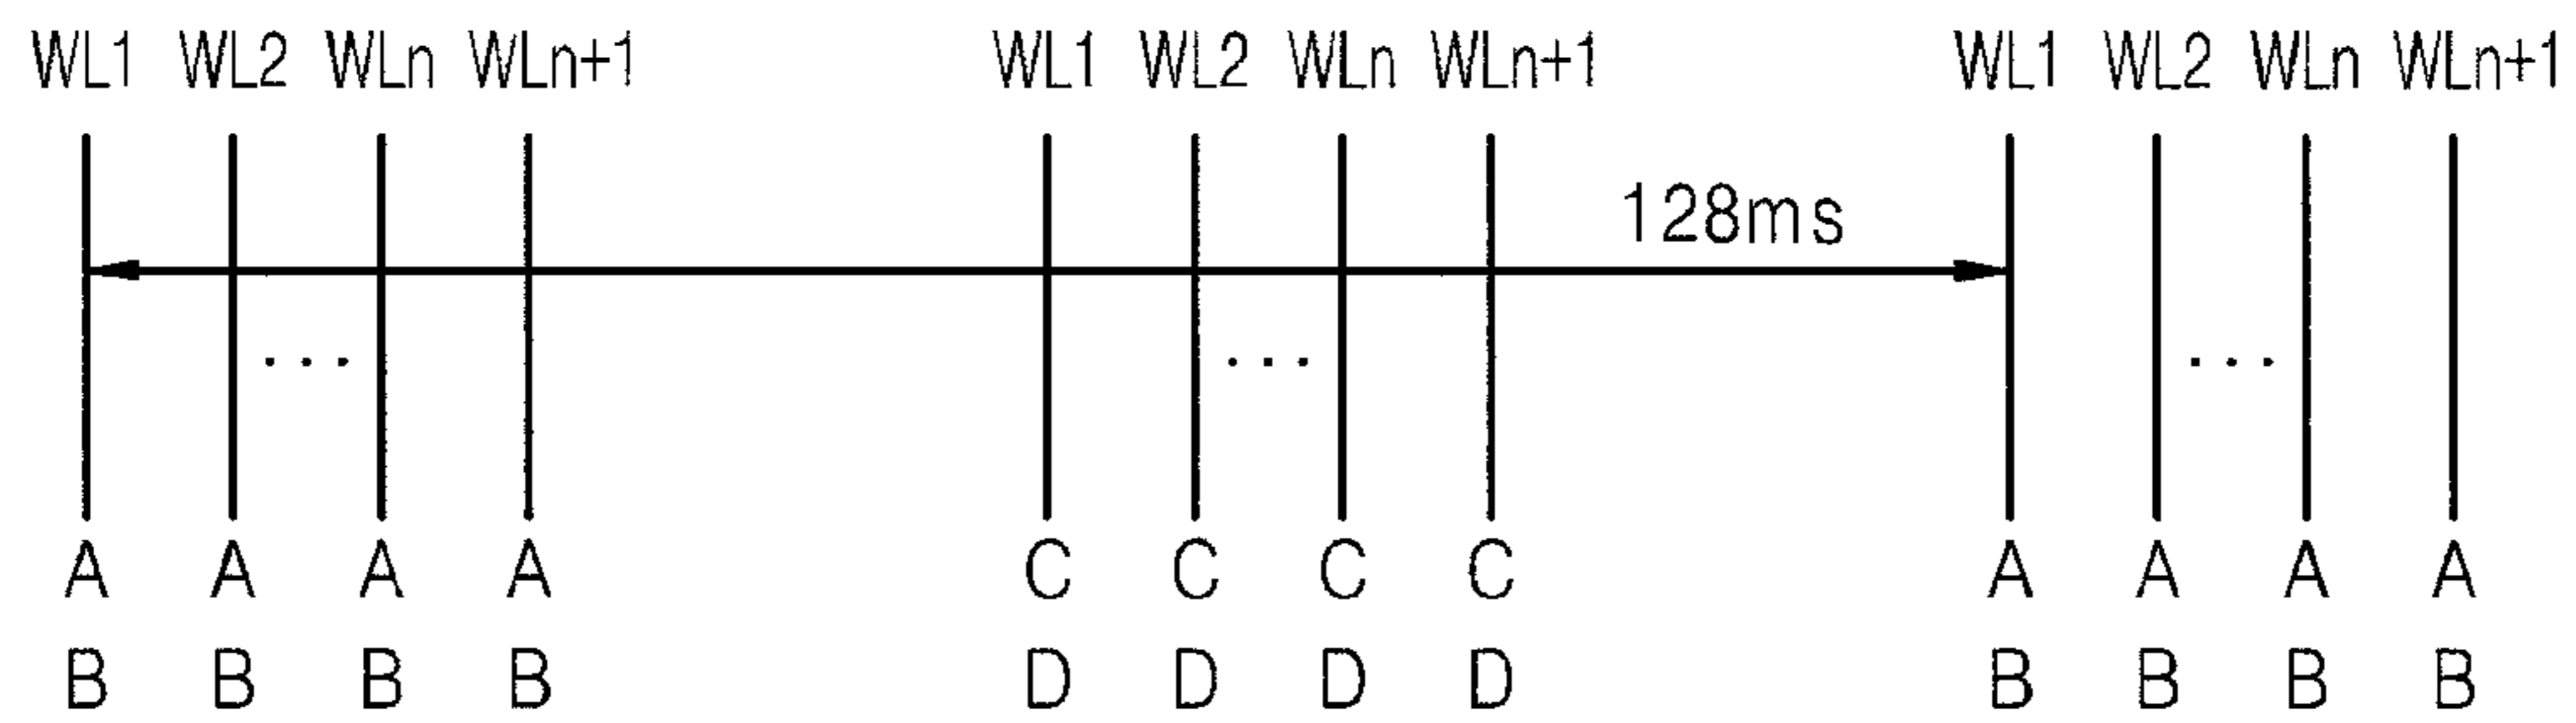 WL1 WL2 WLn WLn+1 WL1 WL2 WLn WLn+1 WL1 WL2 WLn WLn+1
128ms
... ... ...
A A A A C C C C A A A A
B B B B D D D D B B B B